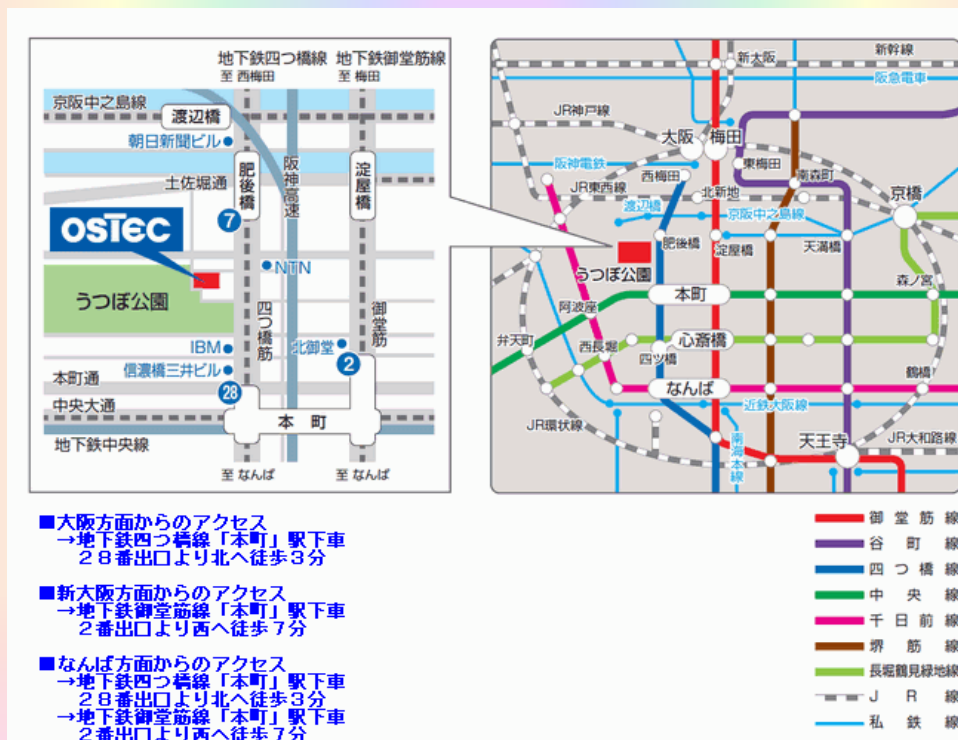 地下鉄四つ橋線
至 西梅田
地下鉄御堂筋線
至 梅田
京阪中之島線
渡辺橋
朝日新聞ビル
肥後橋
阪神高速
淀屋橋
土佐堀通
7
OSTEC
NTN
うつぼ公園
四つ橋筋
御堂筋
IBM
北御堂
2
信濃橋三井ビル
本町通
28
中央大通
本町
地下鉄中央線
至 なんば
至 なんば
新大阪
新幹線
阪急電車
JR神戸線
大阪
梅田
阪神電鉄
東梅田
西梅田
南森町
JR東西線
北新地
京橋
渡辺橋
京阪中之島線
肥後橋
淀屋橋
天満橋
うつぼ公園
森ノ宮
本町
阿波座
弁天町
心斎橋
西長堀
四ツ橋
鶴橋
なんば
近鉄大阪線
JR環状線
南海本線
天王寺
JR大和路線
■大阪方面からのアクセス
→地下鉄四つ橋線「本町」駅下車
28番出口より北へ徒歩3分
■新大阪方面からのアクセス
→地下鉄御堂筋線「本町」駅下車
2番出口より西へ徒歩7分
■なんば方面からのアクセス
→地下鉄四つ橋線「本町」駅下車
28番出口より北へ徒歩3分
→地下鉄御堂筋線「本町」駅下車
2番出口より西へ徒歩7分
御堂筋線
谷町線
四つ橋線
中央線
千日前線
堺筋線
長堀鶴見緑地線
JR線
私鉄線